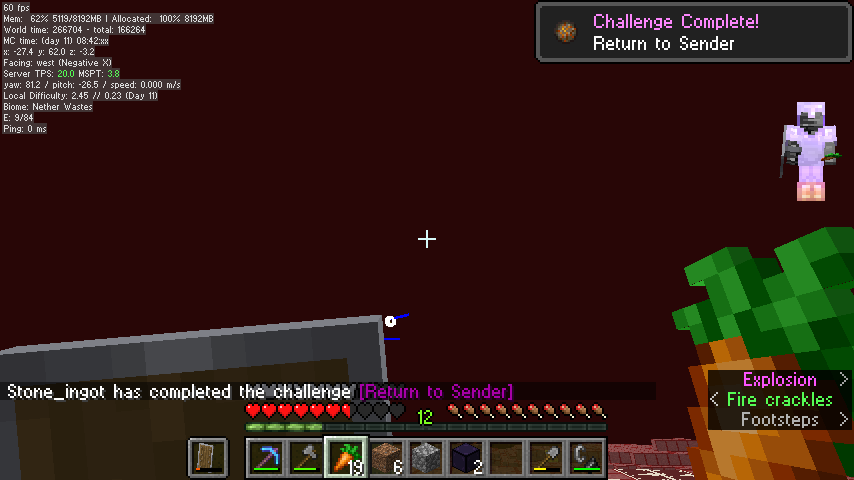 60 fps
Mem: 62% 5119/8192MB | Allocated: 100% 8192MB
World time: 266704 - total: 166264
MC time: (day 11) 08:42:xx
x: -27.4 y: 62.0 z: -3.2
Facing: west (Negative X)
Server TPS: 20.0 MSPT: 3.8
yaw: 81.2 / pitch: -26.5 / speed: 0.000 m/s
Local Difficulty: 2.45 // 0.23 (Day 11)
Biome: Nether Wastes
E: 9/84
Ping: 0 ms
Challenge Complete!
Return to Sender
Stone_ingot has completed the challenge [Return to Sender]
Explosion >
< Fire crackles
Footsteps >
12
19
6
2